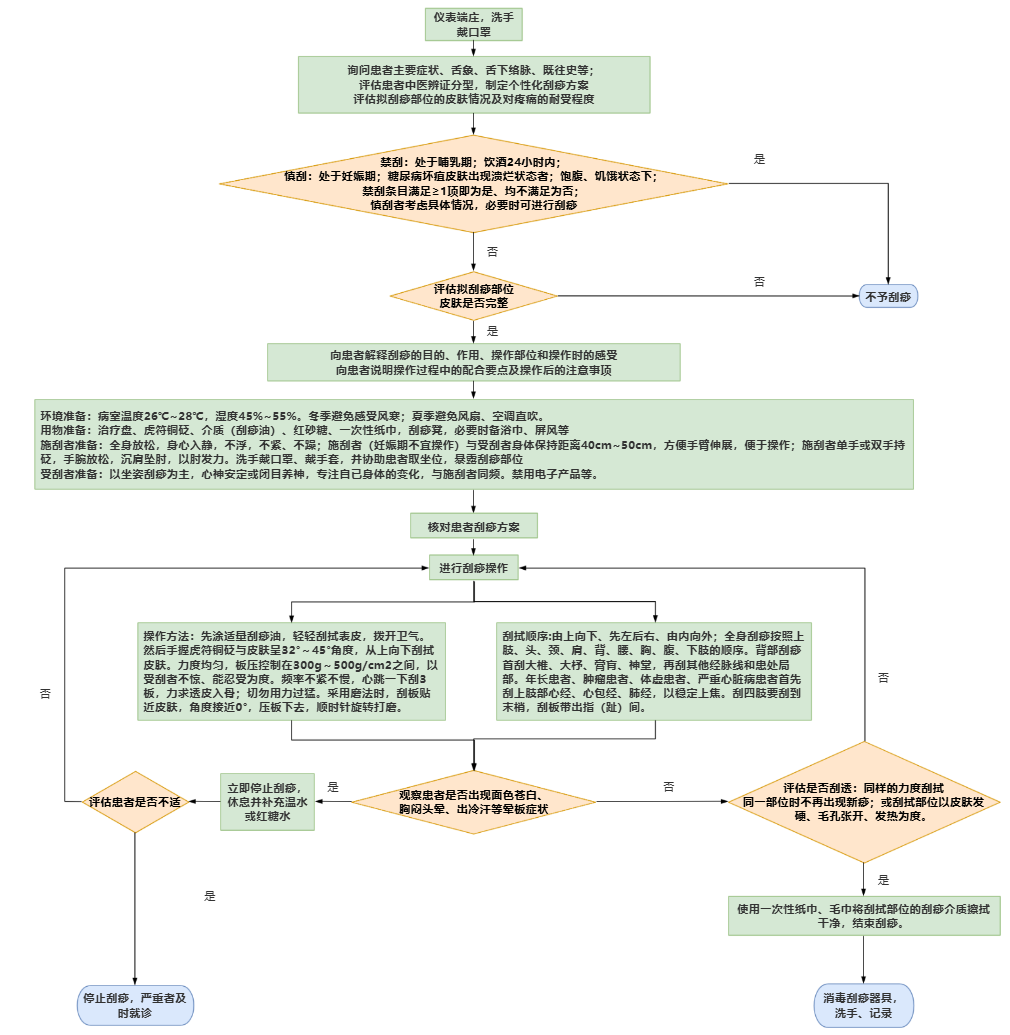 仪表端庄，洗手
戴口罩
询问患者主要症状、舌象、舌下络脉、既往史等；
评估患者中医辨证分型，制定个性化刮痧方案
评估拟刮痧部位的皮肤情况及对疼痛的耐受程度
禁刮：处于哺乳期；饮酒24小时内；
慎刮：处于妊娠期；糖尿病坏疽皮肤出现溃烂状态者；饱腹、饥饿状态下；
禁刮条目满足≥1项即为是、均不满足为否；
慎刮者考虑具体情况，必要时可进行刮痧
是
否
评估拟刮痧部位
皮肤是否完整
否
不予刮痧
是
向患者解释刮痧的目的、作用、操作部位和操作时的感受
向患者说明操作过程中的配合要点及操作后的注意事项
环境准备：病室温度26℃~28℃，湿度45%~55%。冬季避免感受风寒；夏季避免风扇、空调直吹。
用物准备：治疗盘、虎符铜砭、介质（刮痧油）、红砂糖、一次性纸巾，刮痧凳，必要时备浴巾、屏风等
施刮者准备：全身放松，身心入静，不浮，不紧、不躁；施刮者（妊娠期不宜操作）与受刮者身体保持距离40cm~50cm，方便手臂伸展，便于操作；施刮者单手或双手持
砭，手腕放松，沉肩坠肘，以肘发力。洗手戴口罩、戴手套，并协助患者取坐位，暴露刮痧部位
受刮者准备：以坐姿刮痧为主，心神安定或闭目养神，专注自己身体的变化，与施刮者同频。禁用电子产品等。
核对患者刮痧方案
进行刮痧操作
操作方法：先涂适量刮痧油，轻轻刮拭表皮，拨开卫气。
然后手握虎符铜砭与皮肤呈32°~45°角度，从上向下刮拭
皮肤。力度均匀，板压控制在300g~500g/cm2之间，以
受刮者不惊、能忍受为度。频率不紧不慢，心跳一下刮3
板，力求透皮入骨；切勿用力过猛。采用磨法时，刮板贴
近皮肤，角度接近0°，压板下去，顺时针旋转打磨。
刮拭顺序:由上向下、先左后右、由内向外；全身刮痧按照上
肢、头、颈、肩、背、腰、胸、腹、下肢的顺序。背部刮痧
首刮大椎、大杼、膏肓、神堂，再刮其他经脉线和患处局
部。年长患者、肿瘤患者、体虚患者、严重心脏病患者首先
刮上肢部心经、心包经、肺经，以稳定上焦。刮四肢要刮到
末梢，刮板带出指（趾）间。
否
否
评估患者是否不适
立即停止刮痧，
休息并补充温水
或红糖水
是
观察患者是否出现面色苍白、
胸闷头晕、出冷汗等晕板症状
否
评估是否刮透：同样的力度刮拭
同一部位时不再出现新痧；或刮拭部位以皮肤发
硬、毛孔张开、发热为度。
是
是
使用一次性纸巾、毛巾将刮拭部位的刮痧介质擦拭
干净，结束刮痧。
停止刮痧，严重者及
时就诊
消毒刮痧器具，
洗手、记录